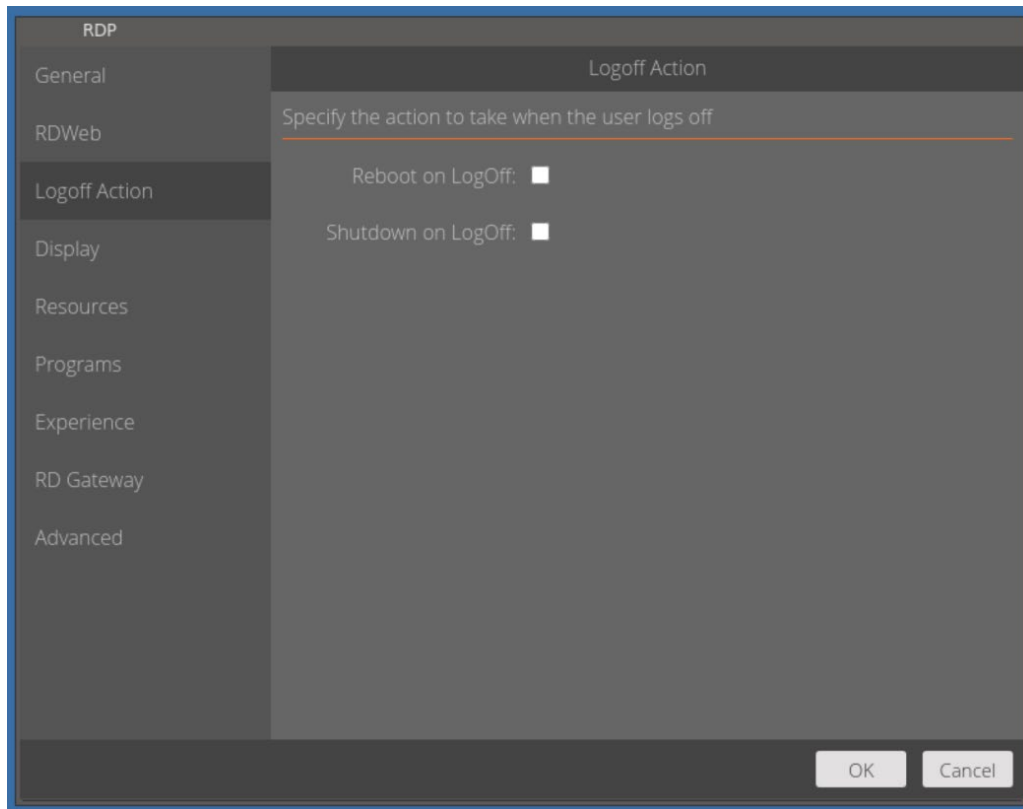 RDP
General
RDWeb
Logoff Action
Display
Resources
Programs
Experience
RD Gateway
Advanced
Logoff Action
Specify the action to take when the user logs off
Reboot on LogOff:
Shutdown on LogOff:
OK
Cancel